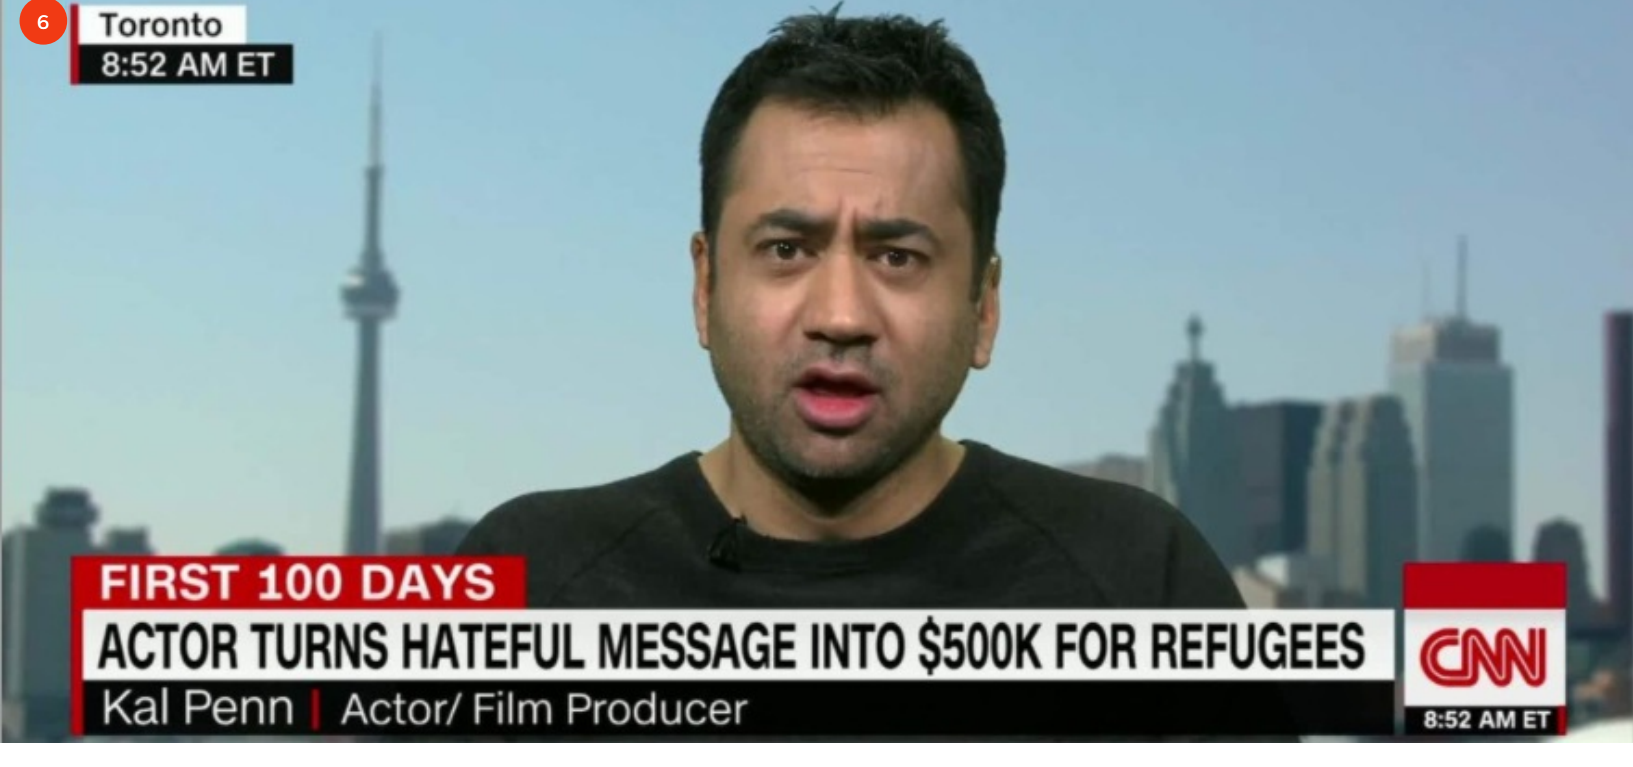 6
Toronto
8:52 AM ET
FIRST 100 DAYS
ACTOR TURNS HATEFUL MESSAGE INTO $500K FOR REFUGEES
Kal Penn | Actor/ Film Producer
CNN
8:52 AM ET